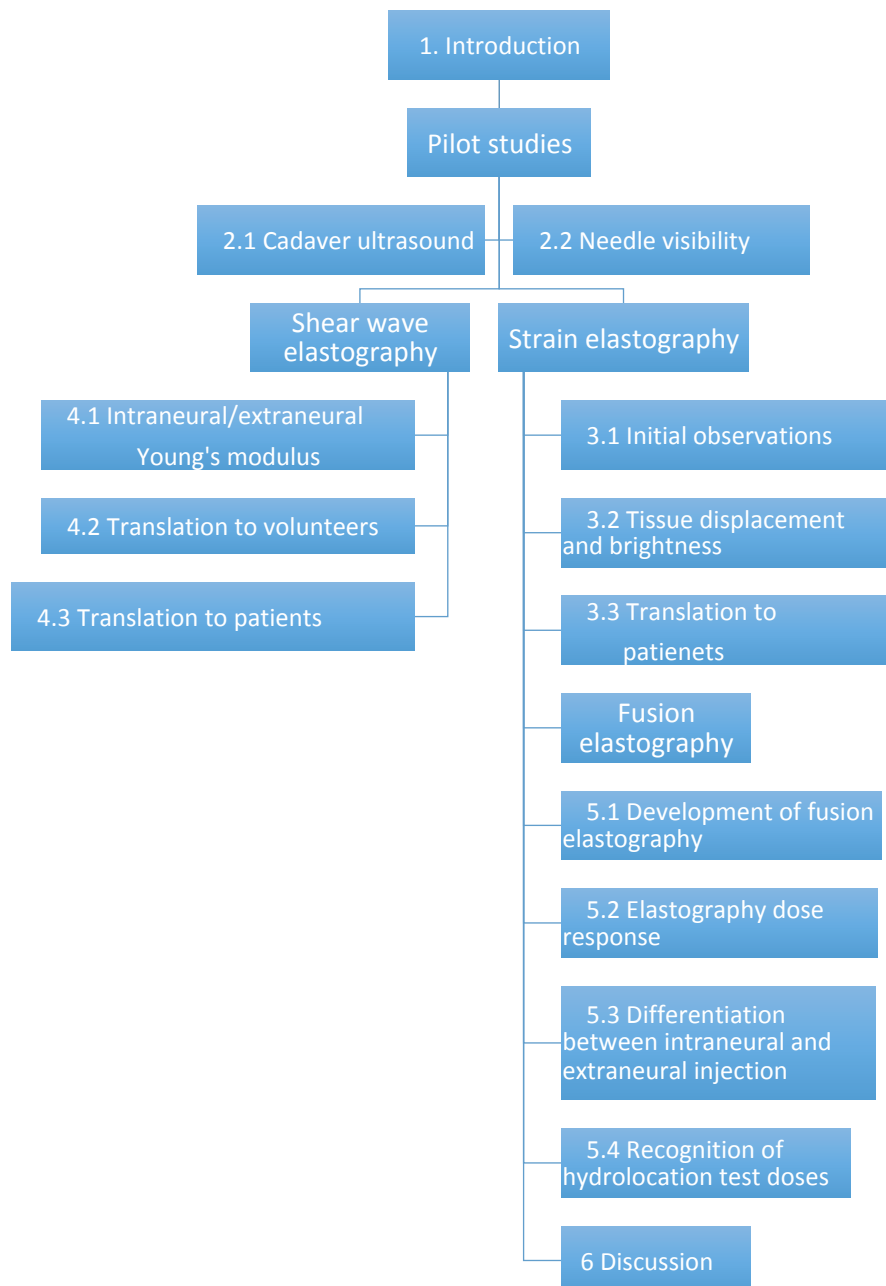 1. Introduction
Pilot studies
2.1 Cadaver ultrasound
2.2 Needle visibility
Shear wave
elastography
Strain elastography
4.1 Intraneural/extraneural
Young's modulus
4.2 Translation to volunteers
4.3 Translation to patients
3.1 Initial observations
3.2 Tissue displacement
and brightness
3.3 Translation to
patienets
Fusion
elastography
5.1 Development of fusion
elastography
5.2 Elastography dose
response
5.3 Differentiation
between intraneural and
extraneural injection
5.4 Recognition of
hydrolocation test doses
6 Discussion